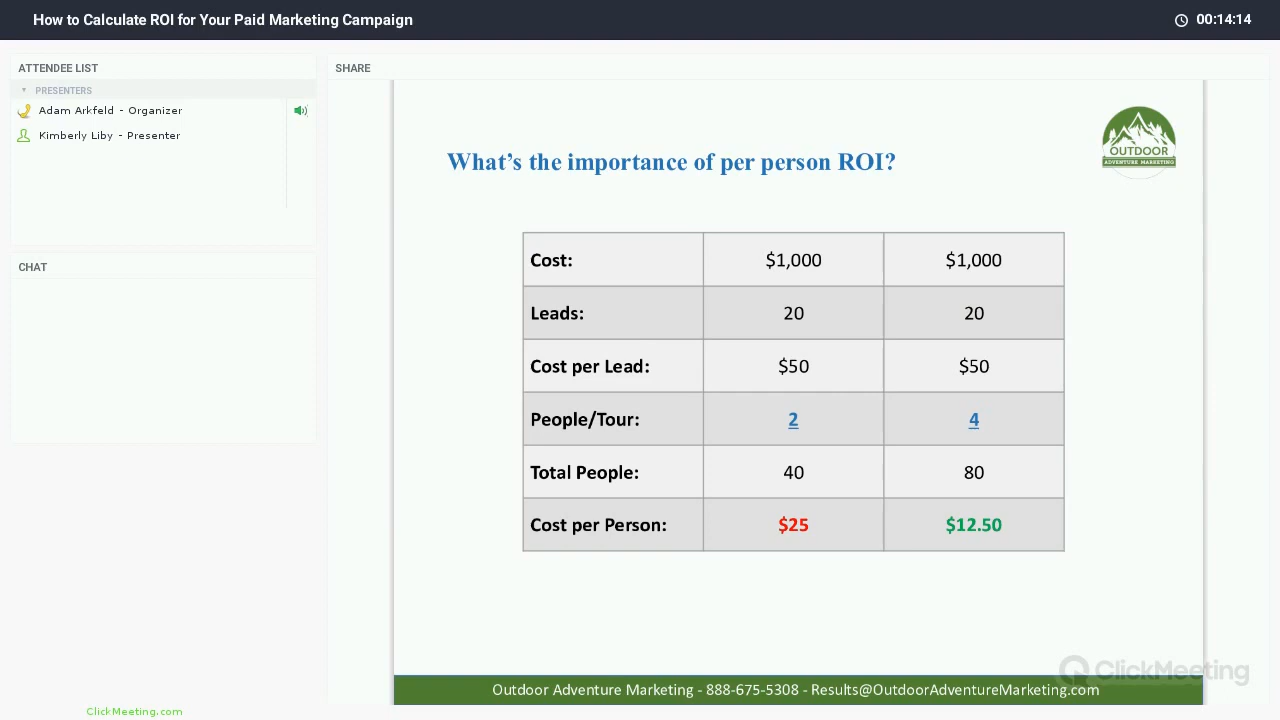 How to Calculate ROI for Your Paid Marketing Campaign
00:14:14
ATTENDEE LIST
PRESENTERS
Adam Arkfeld - Organizer
Kimberly Liby - Presenter
CHAT
SHARE
What's the importance of per person ROI?
OUTDOOR
ADVENTURE MARKETING
Cost: $1,000 $1,000
Leads: 20 20
Cost per Lead: $50 $50
People/Tour: 2 4
Total People: 40 80
Cost per Person: $25 $12.50
ClickMeeting
Outdoor Adventure Marketing - 888-675-5308 - Results@OutdoorAdventureMarketing.com
ClickMeeting.com